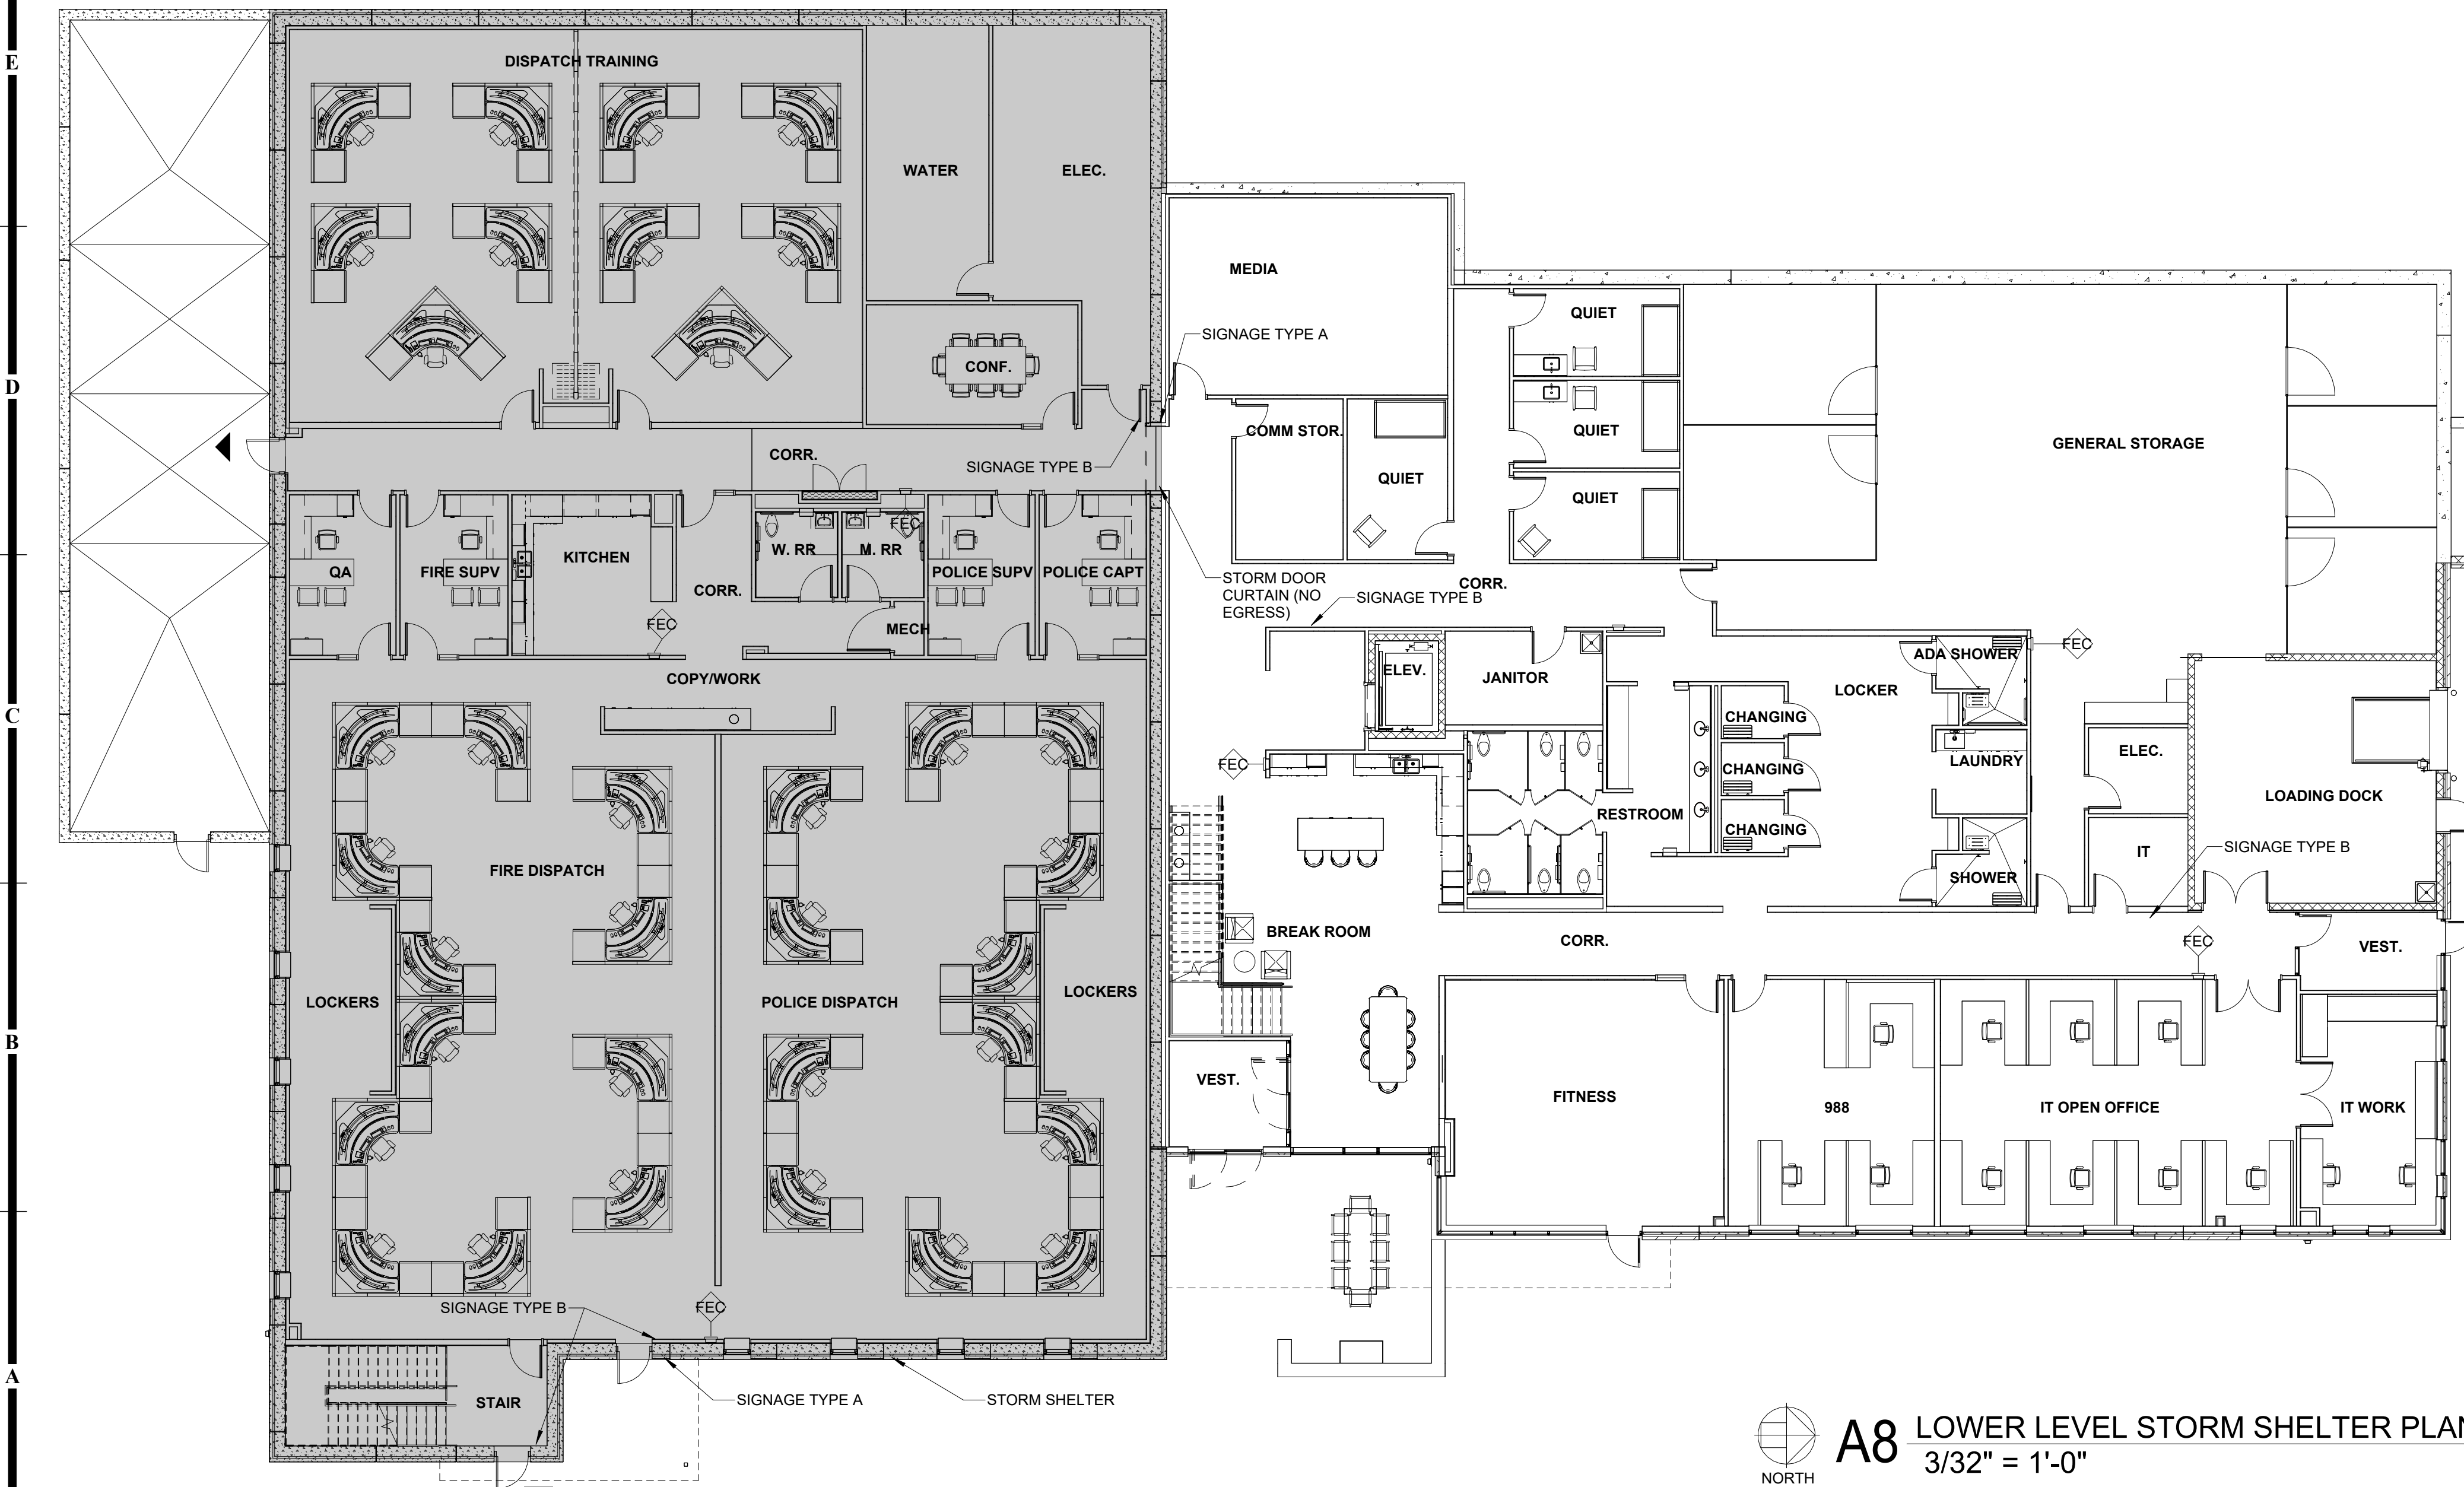 E
D
C
B
A
DISPATCH TRAINING
WATER
ELEC.
CONF.
MEDIA
SIGNAGE TYPE A
QUIET
QUIET
QUIET
QUIET
COMM STOR.
GENERAL STORAGE
CORR.
SIGNAGE TYPE B
QA
FIRE SUPV
KITCHEN
CORR.
W. RR
M. RR
FEC
POLICE SUPV
POLICE CAPT
MECH
FEC
STORM DOOR
CURTAIN (NO
EGRESS)
CORR.
SIGNAGE TYPE B
COPY/WORK
ELEV.
JANITOR
LOCKER
ADA SHOWER
FEC
CHANGING
CHANGING
CHANGING
LAUNDRY
ELEC.
FEC
RESTROOM
LOADING DOCK
IT
SIGNAGE TYPE B
SHOWER
FIRE DISPATCH
BREAK ROOM
CORR.
FEC
VEST.
LOCKERS
POLICE DISPATCH
LOCKERS
VEST.
FITNESS
988
IT OPEN OFFICE
IT WORK
SIGNAGE TYPE B
FEC
STAIR
SIGNAGE TYPE A
STORM SHELTER
NORTH
A8
LOWER LEVEL STORM SHELTER PLAN
3/32" = 1'-0"